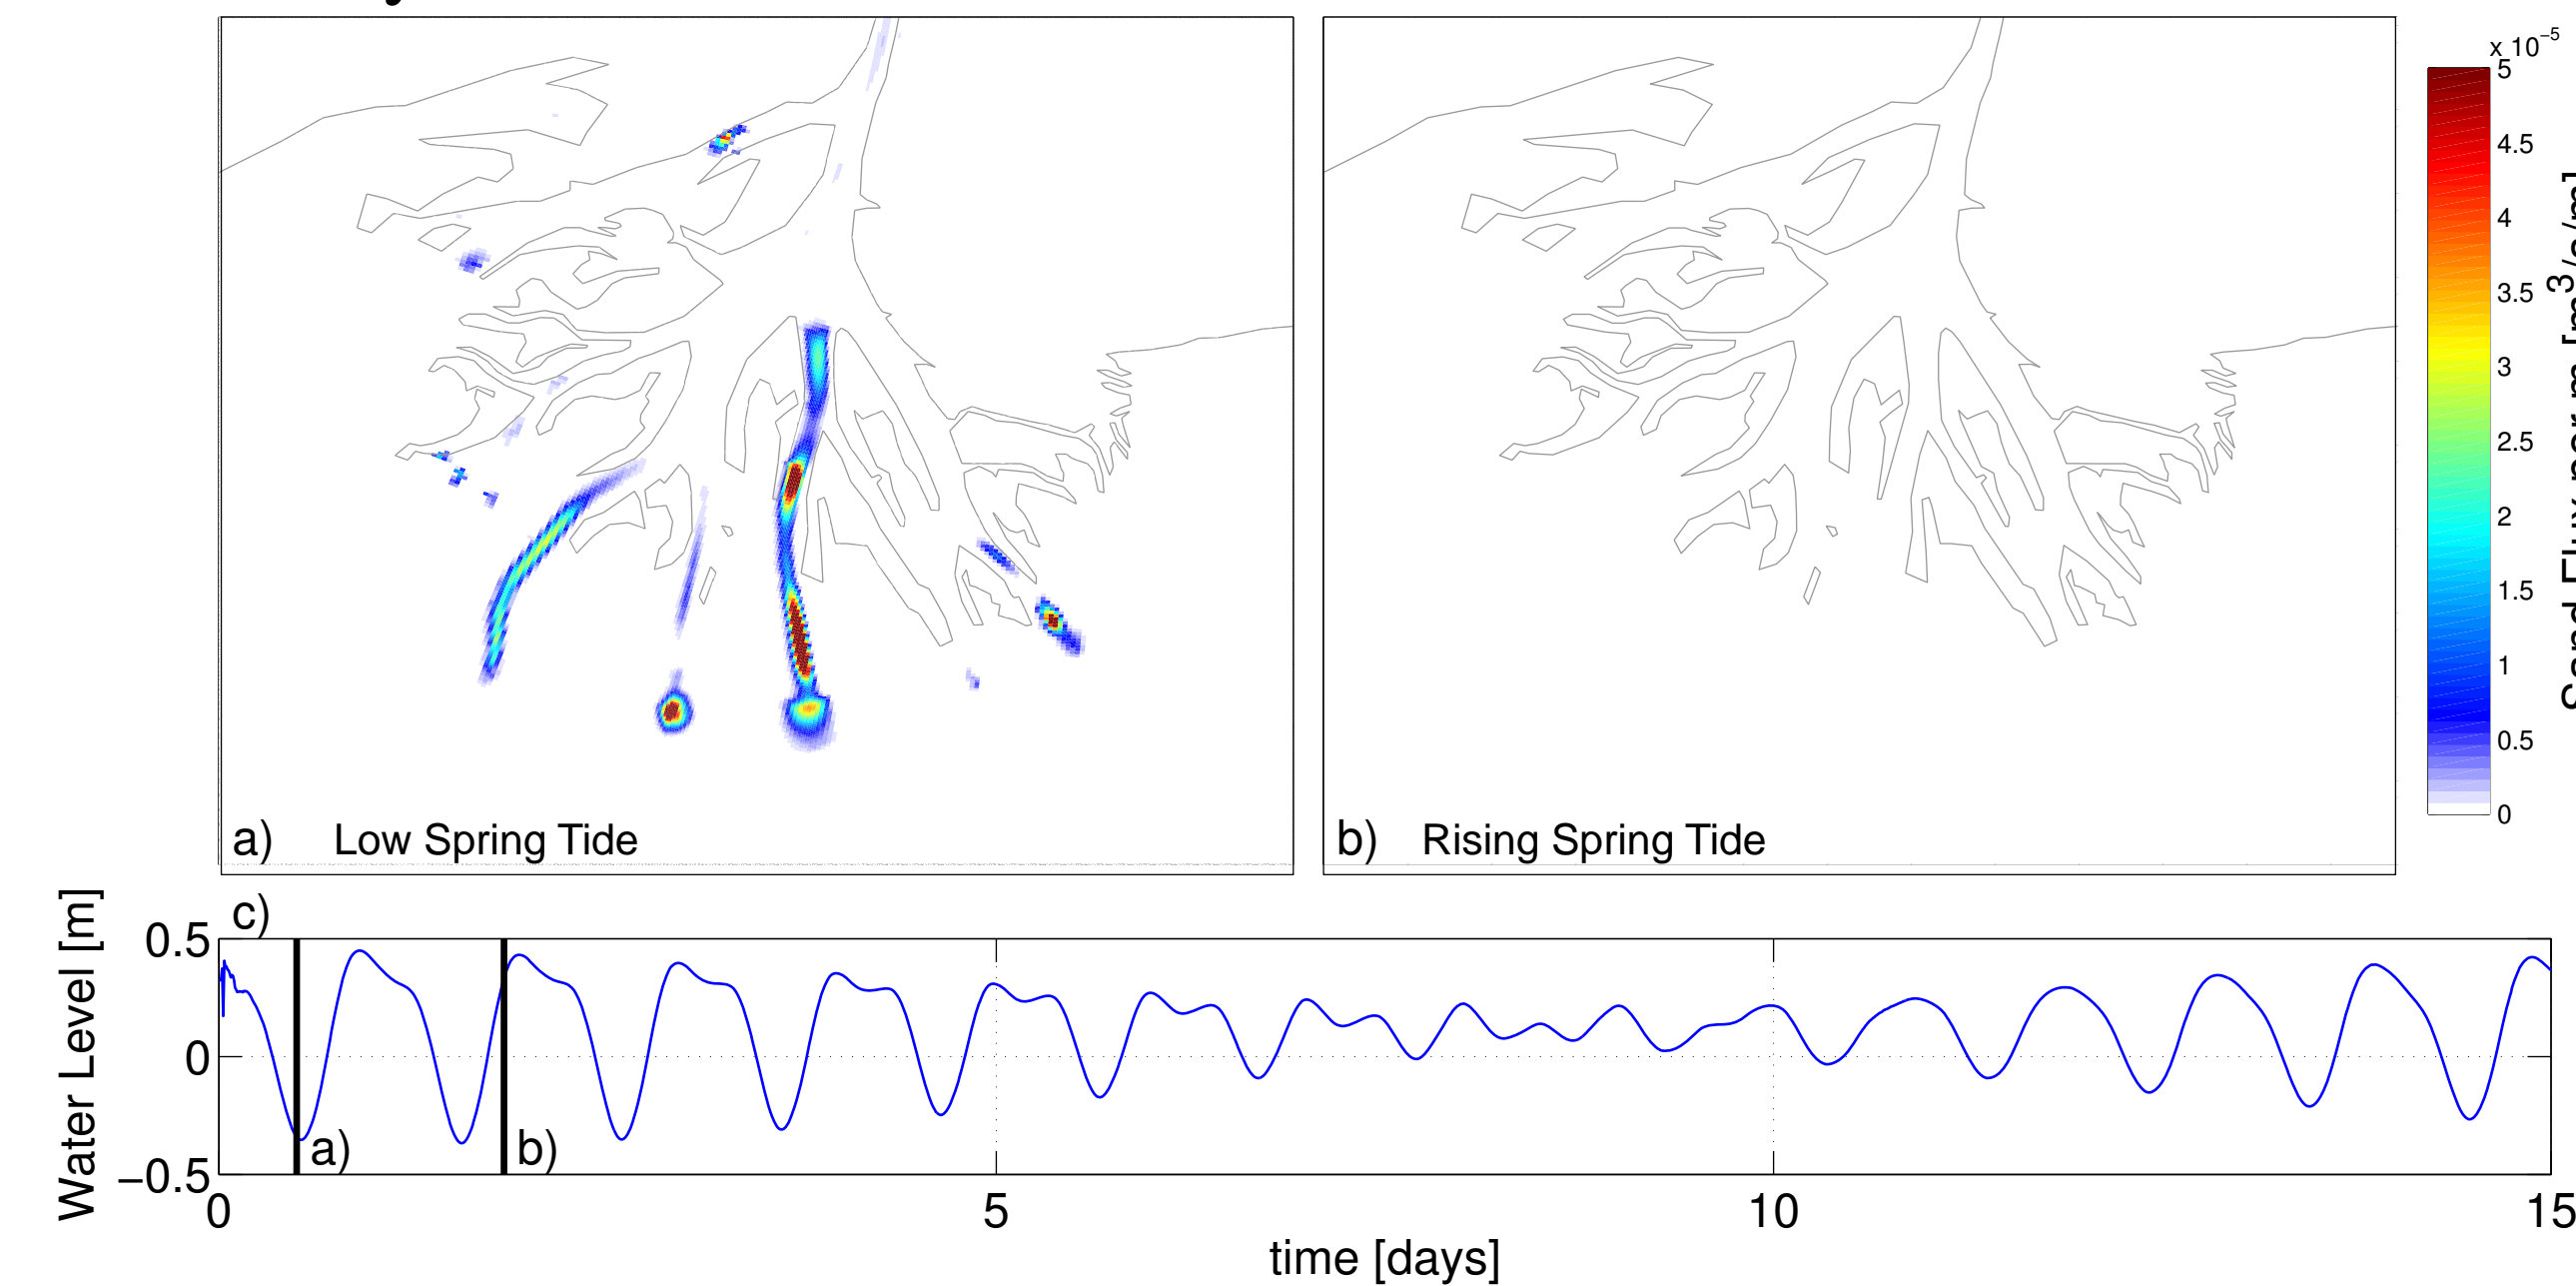 x 10⁻⁵
5
4.5
4
3.5
3
2.5
2
1.5
1
0.5
0
a) Low Spring Tide
b) Rising Spring Tide
c)
Water Level [m]
0.5
0
−0.5
a)
b)
0
5
10
15
time [days]